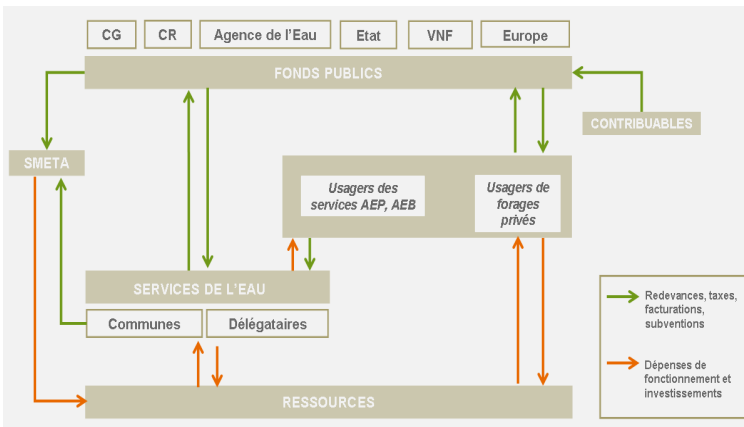 CG
CR
Agence de l'Eau
Etat
VNF
Europe
FONDS PUBLICS
CONTRIBUABLES
SMETA
Usagers des
services AEP, AEB
Usagers de
forages
privés
SERVICES DE L'EAU
Communes
Délégataires
RESSOURCES
Redevances, taxes,
facturations,
subventions
Dépenses de
fonctionnement et
investissements